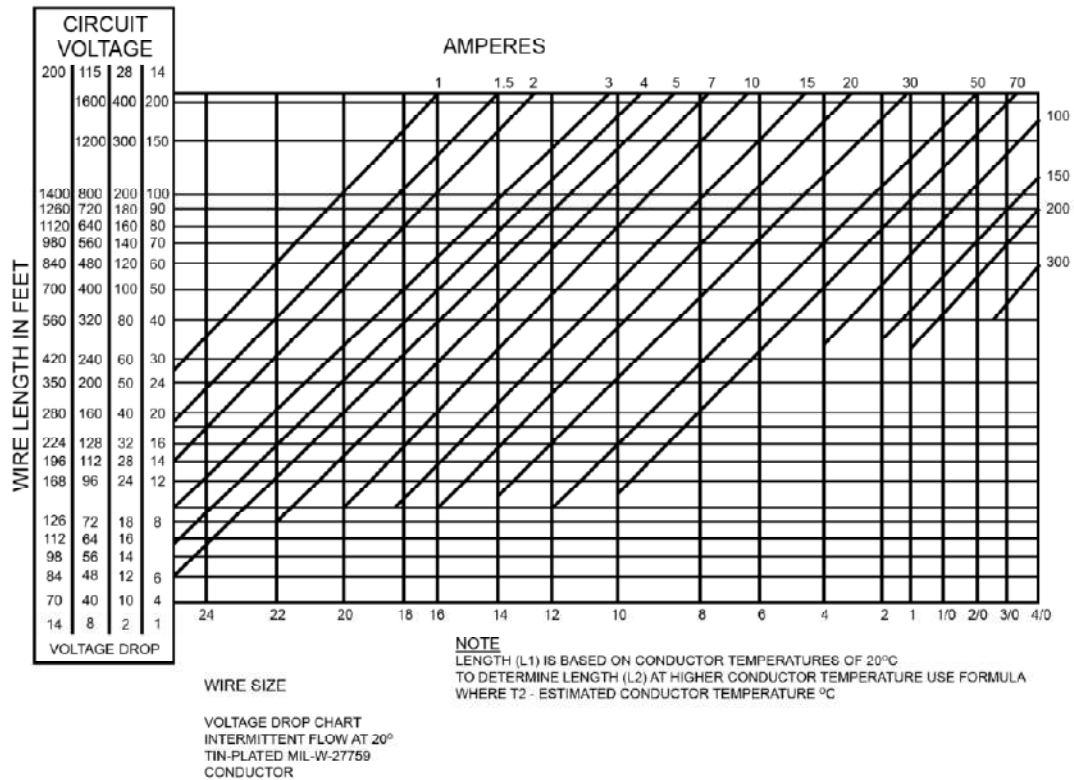 CIRCUIT
VOLTAGE
AMPERES
200 115 28 14
1 1.5 2 3 4 5 7 10 15 20 30 50 70
1600 400 200
100
1200 300 150
150
1400 800 200 100
1260 720 180 90
200
1120 640 160 80
980 560 140 70
840 480 120 60
300
700 400 100 50
560 320 80 40
420 240 60 30
350 200 50 24
280 160 40 20
224 128 32 16
196 112 28 14
168 96 24 12
126 72 18 8
112 64 16
98 56 14
84 48 12 6
70 40 10 4
14 8 2 1
WIRE LENGTH IN FEET
24 22 20 18 16 14 12 10 8 6 4 2 1 1/0 2/0 3/0 4/0
VOLTAGE DROP
NOTE
LENGTH (L1) IS BASED ON CONDUCTOR TEMPERATURES OF 20°C
TO DETERMINE LENGTH (L2) AT HIGHER CONDUCTOR TEMPERATURE USE FORMULA
WHERE T2 - ESTIMATED CONDUCTOR TEMPERATURE °C
WIRE SIZE
VOLTAGE DROP CHART
INTERMITTENT FLOW AT 20°
TIN-PLATED MIL-W-27759
CONDUCTOR